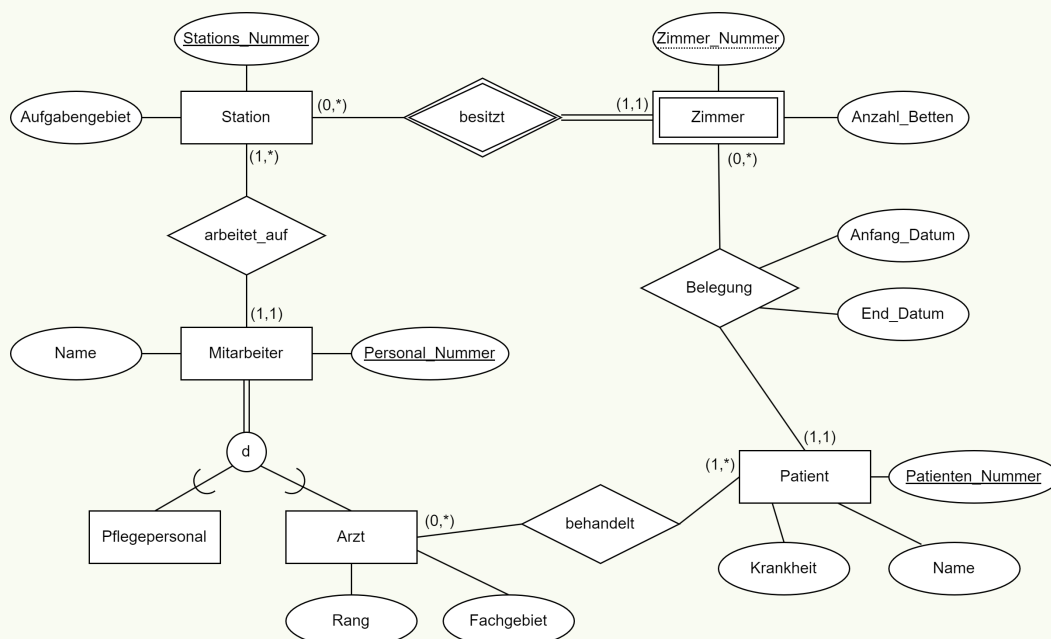 Stations_Nummer
Zimmer_Nummer
Aufgabengebiet
Station
(0,*)
besitzt
(1,1)
Zimmer
Anzahl_Betten
(1,*)
(0,*)
arbeitet_auf
Anfang_Datum
Belegung
End_Datum
(1,1)
Name
Mitarbeiter
Personal_Nummer
d
(1,1)
(1,*)
Patient
Patienten_Nummer
(0,*)
behandelt
Pflegepersonal
Arzt
Krankheit
Name
Rang
Fachgebiet